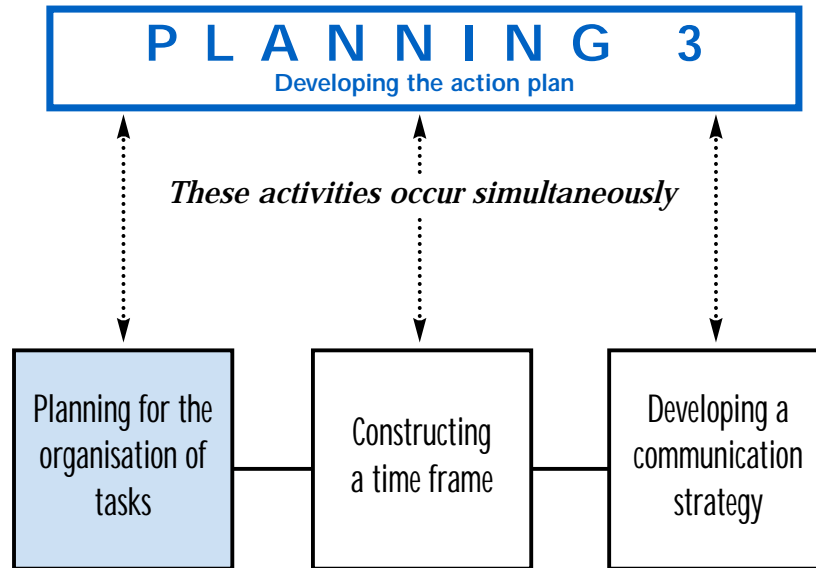 PLANNING 3
Developing the action plan
These activities occur simultaneously
Planning for the
organisation of
tasks
Constructing
a time frame
Developing a
communication
strategy